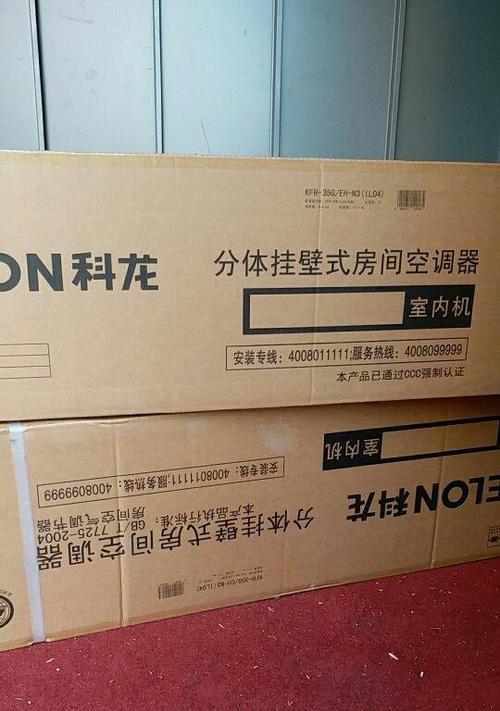 KFR-35G/EH-N3(1L04)
ON科龙
分体挂壁式房间空调器
室内机
安装专线：4008011111;服务热线：4008099999
本产品已通过CCC强制认证
室内机
ELON科龙
安装专线：4008011111;服务热线：4008099999
本产品执行标准：
GB/T 7725-2004
房间空气调节器
分体挂壁式房间空调器
KFR-35G/EH-N3(1L04)